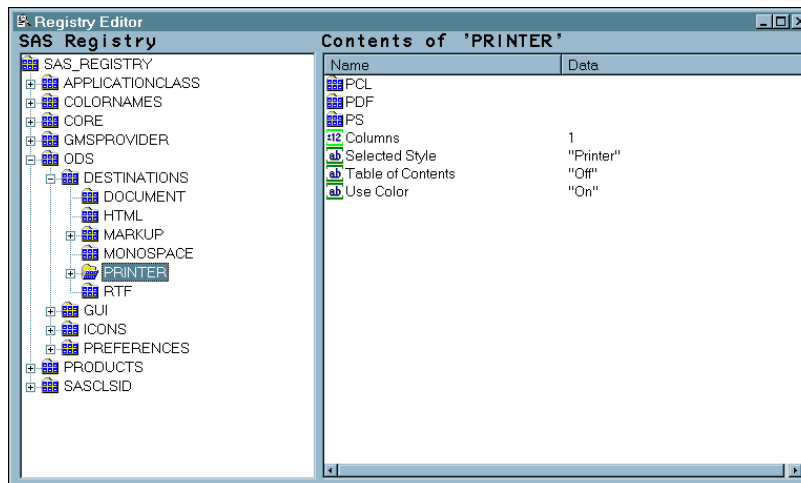 Registry Editor
SAS Registry
Contents of 'PRINTER'
SAS_REGISTRY
APPLICATIONCLASS
COLORNAMES
CORE
GMSPROVIDER
ODS
DESTINATIONS
DOCUMENT
HTML
MARKUP
MONOSPACE
PRINTER
RTF
GUI
ICONS
PREFERENCES
PRODUCTS
SASCLSID
Name Data
PCL
PDF
PS
Columns 1
Selected Style "Printer"
Table of Contents "Off"
Use Color "On"